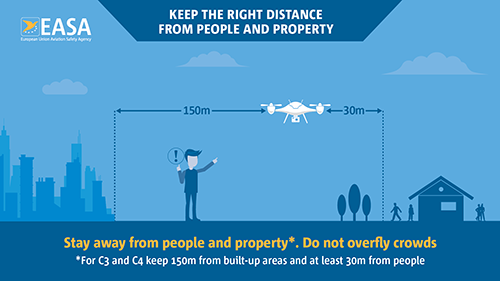 EASA
European Union Aviation Safety Agency
KEEP THE RIGHT DISTANCE
FROM PEOPLE AND PROPERTY
150m
30m
!
Stay away from people and property*. Do not overfly crowds
*For C3 and C4 keep 150m from built-up areas and at least 30m from people